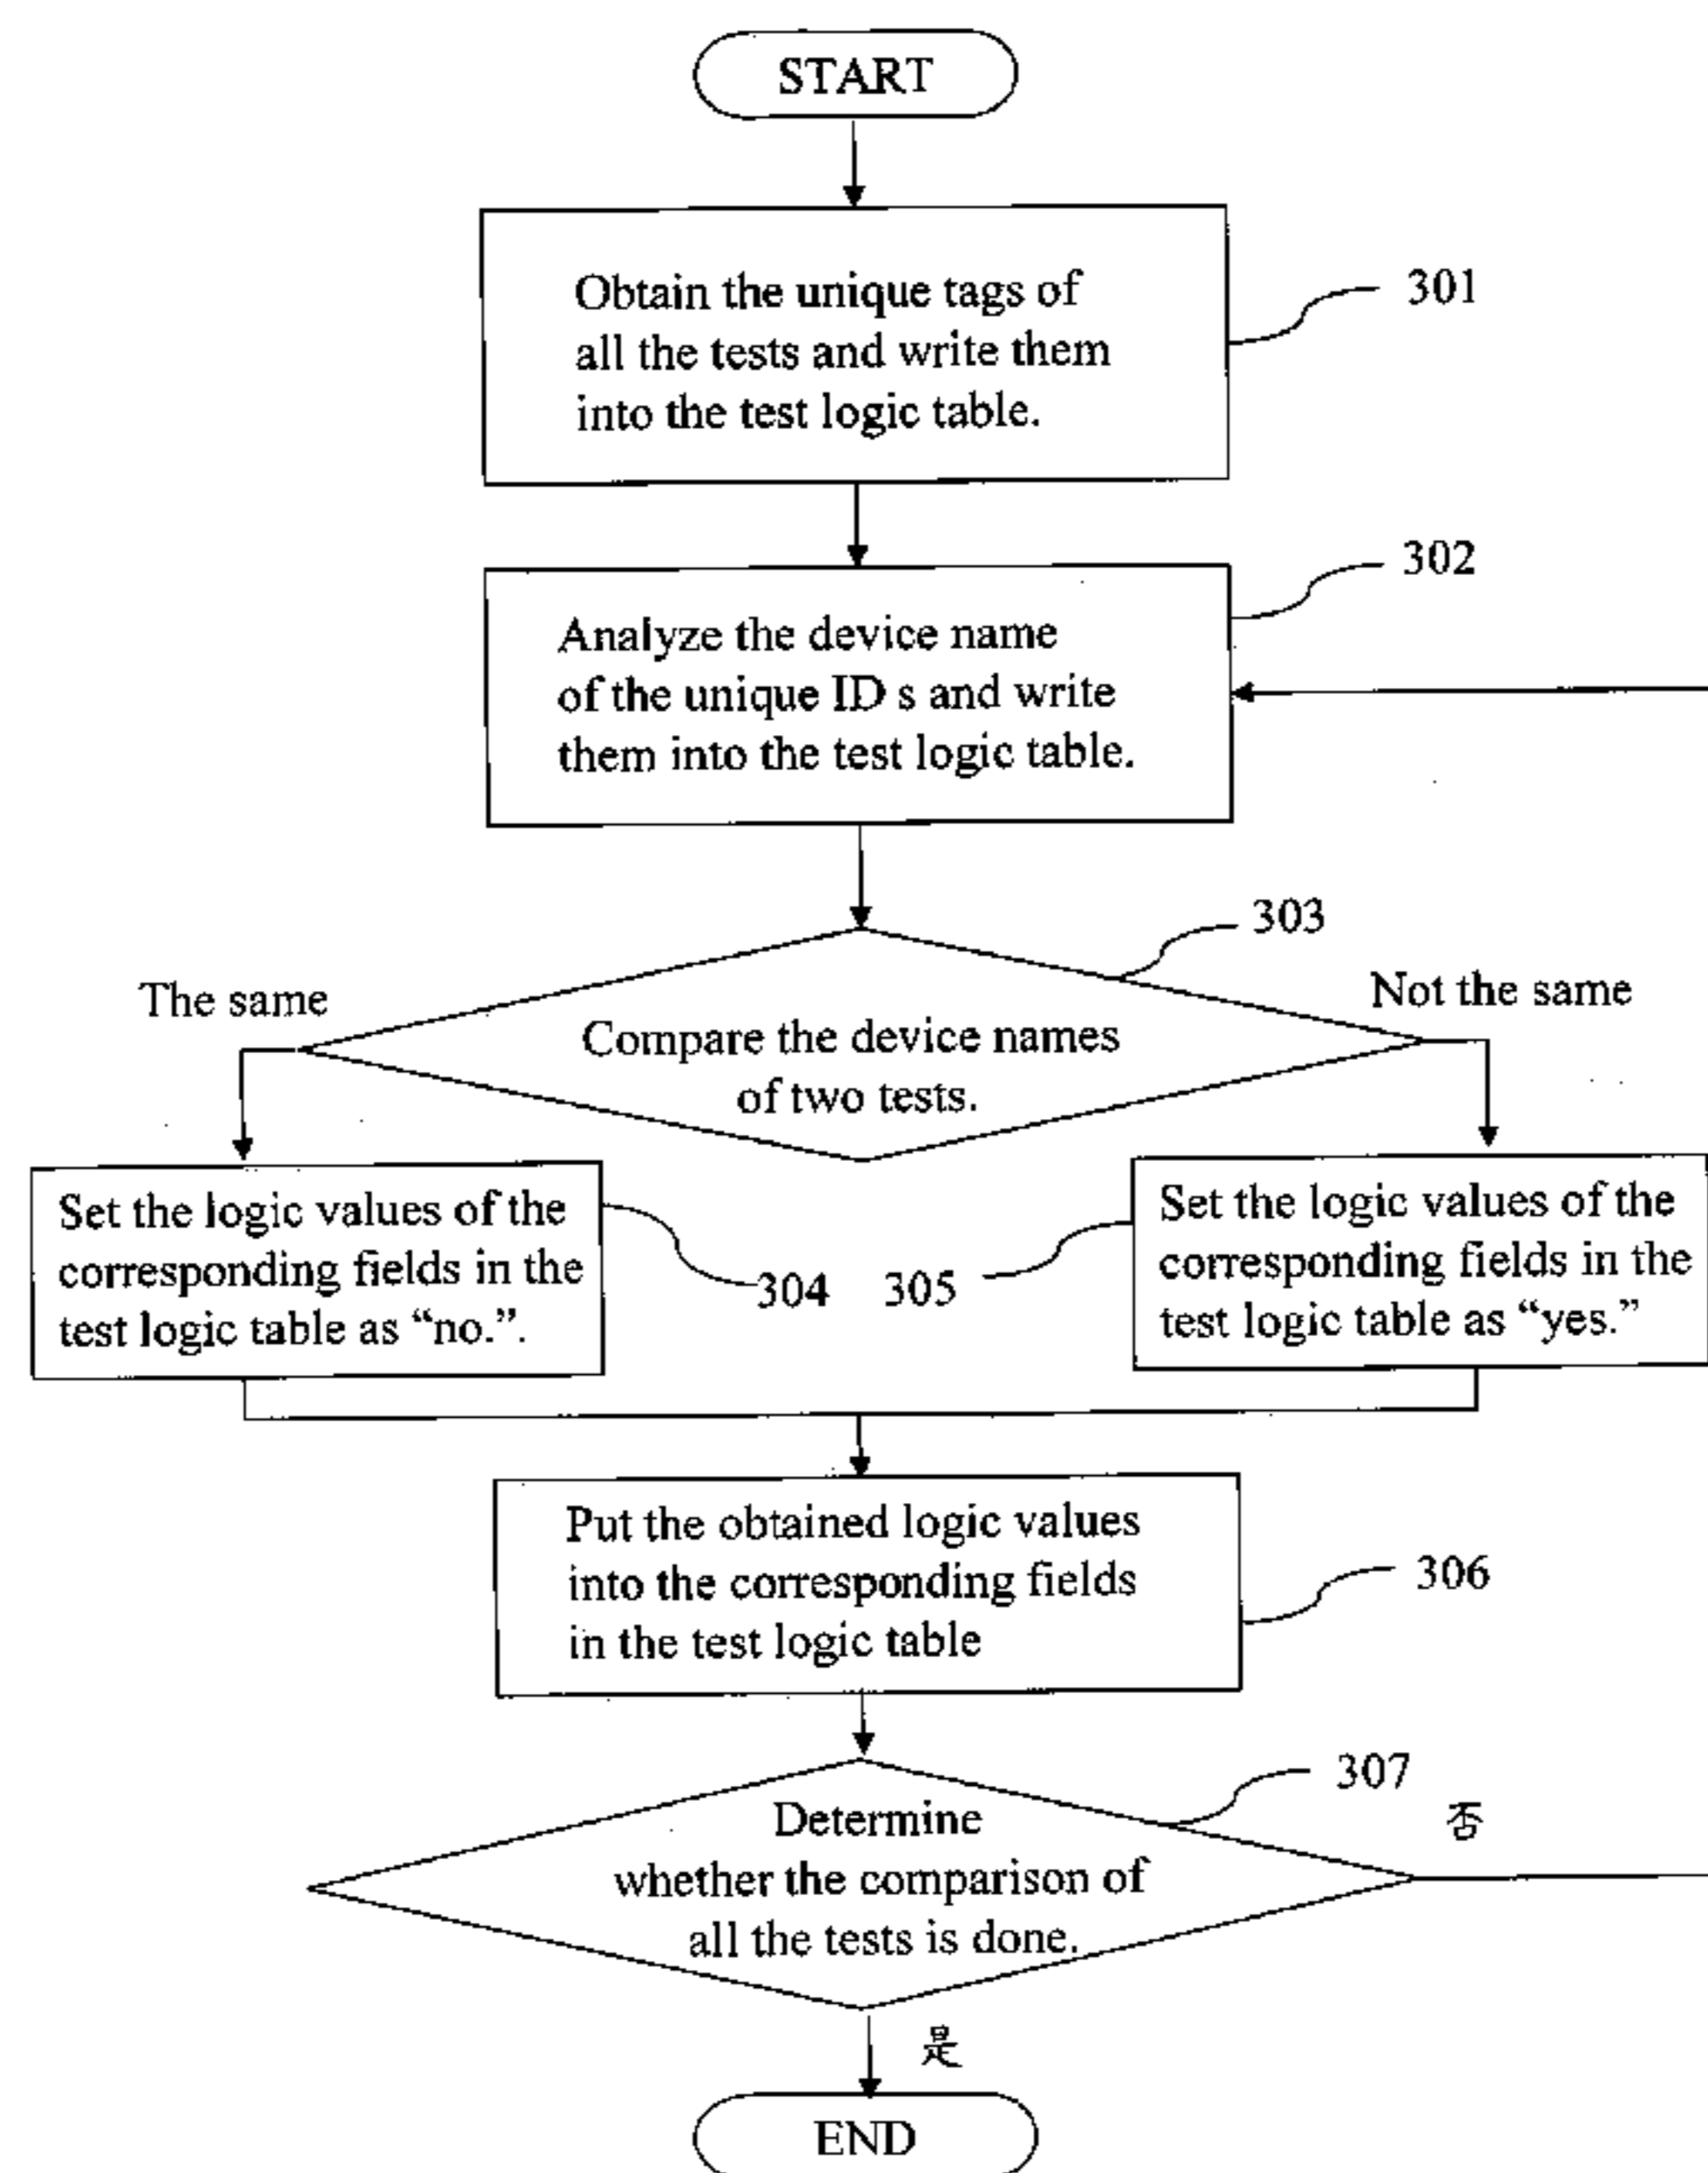 START
Obtain the unique tags of
all the tests and write them
into the test logic table.
301
302
Analyze the device name
of the unique ID s and write
them into the test logic table.
303
The same
Not the same
Compare the device names
of two tests.
Set the logic values of the
corresponding fields in the
test logic table as “no.”.
304
305
Set the logic values of the
corresponding fields in the
test logic table as “yes.”
Put the obtained logic values
into the corresponding fields
in the test logic table
306
307
否
Determine
whether the comparison of
all the tests is done.
是
END